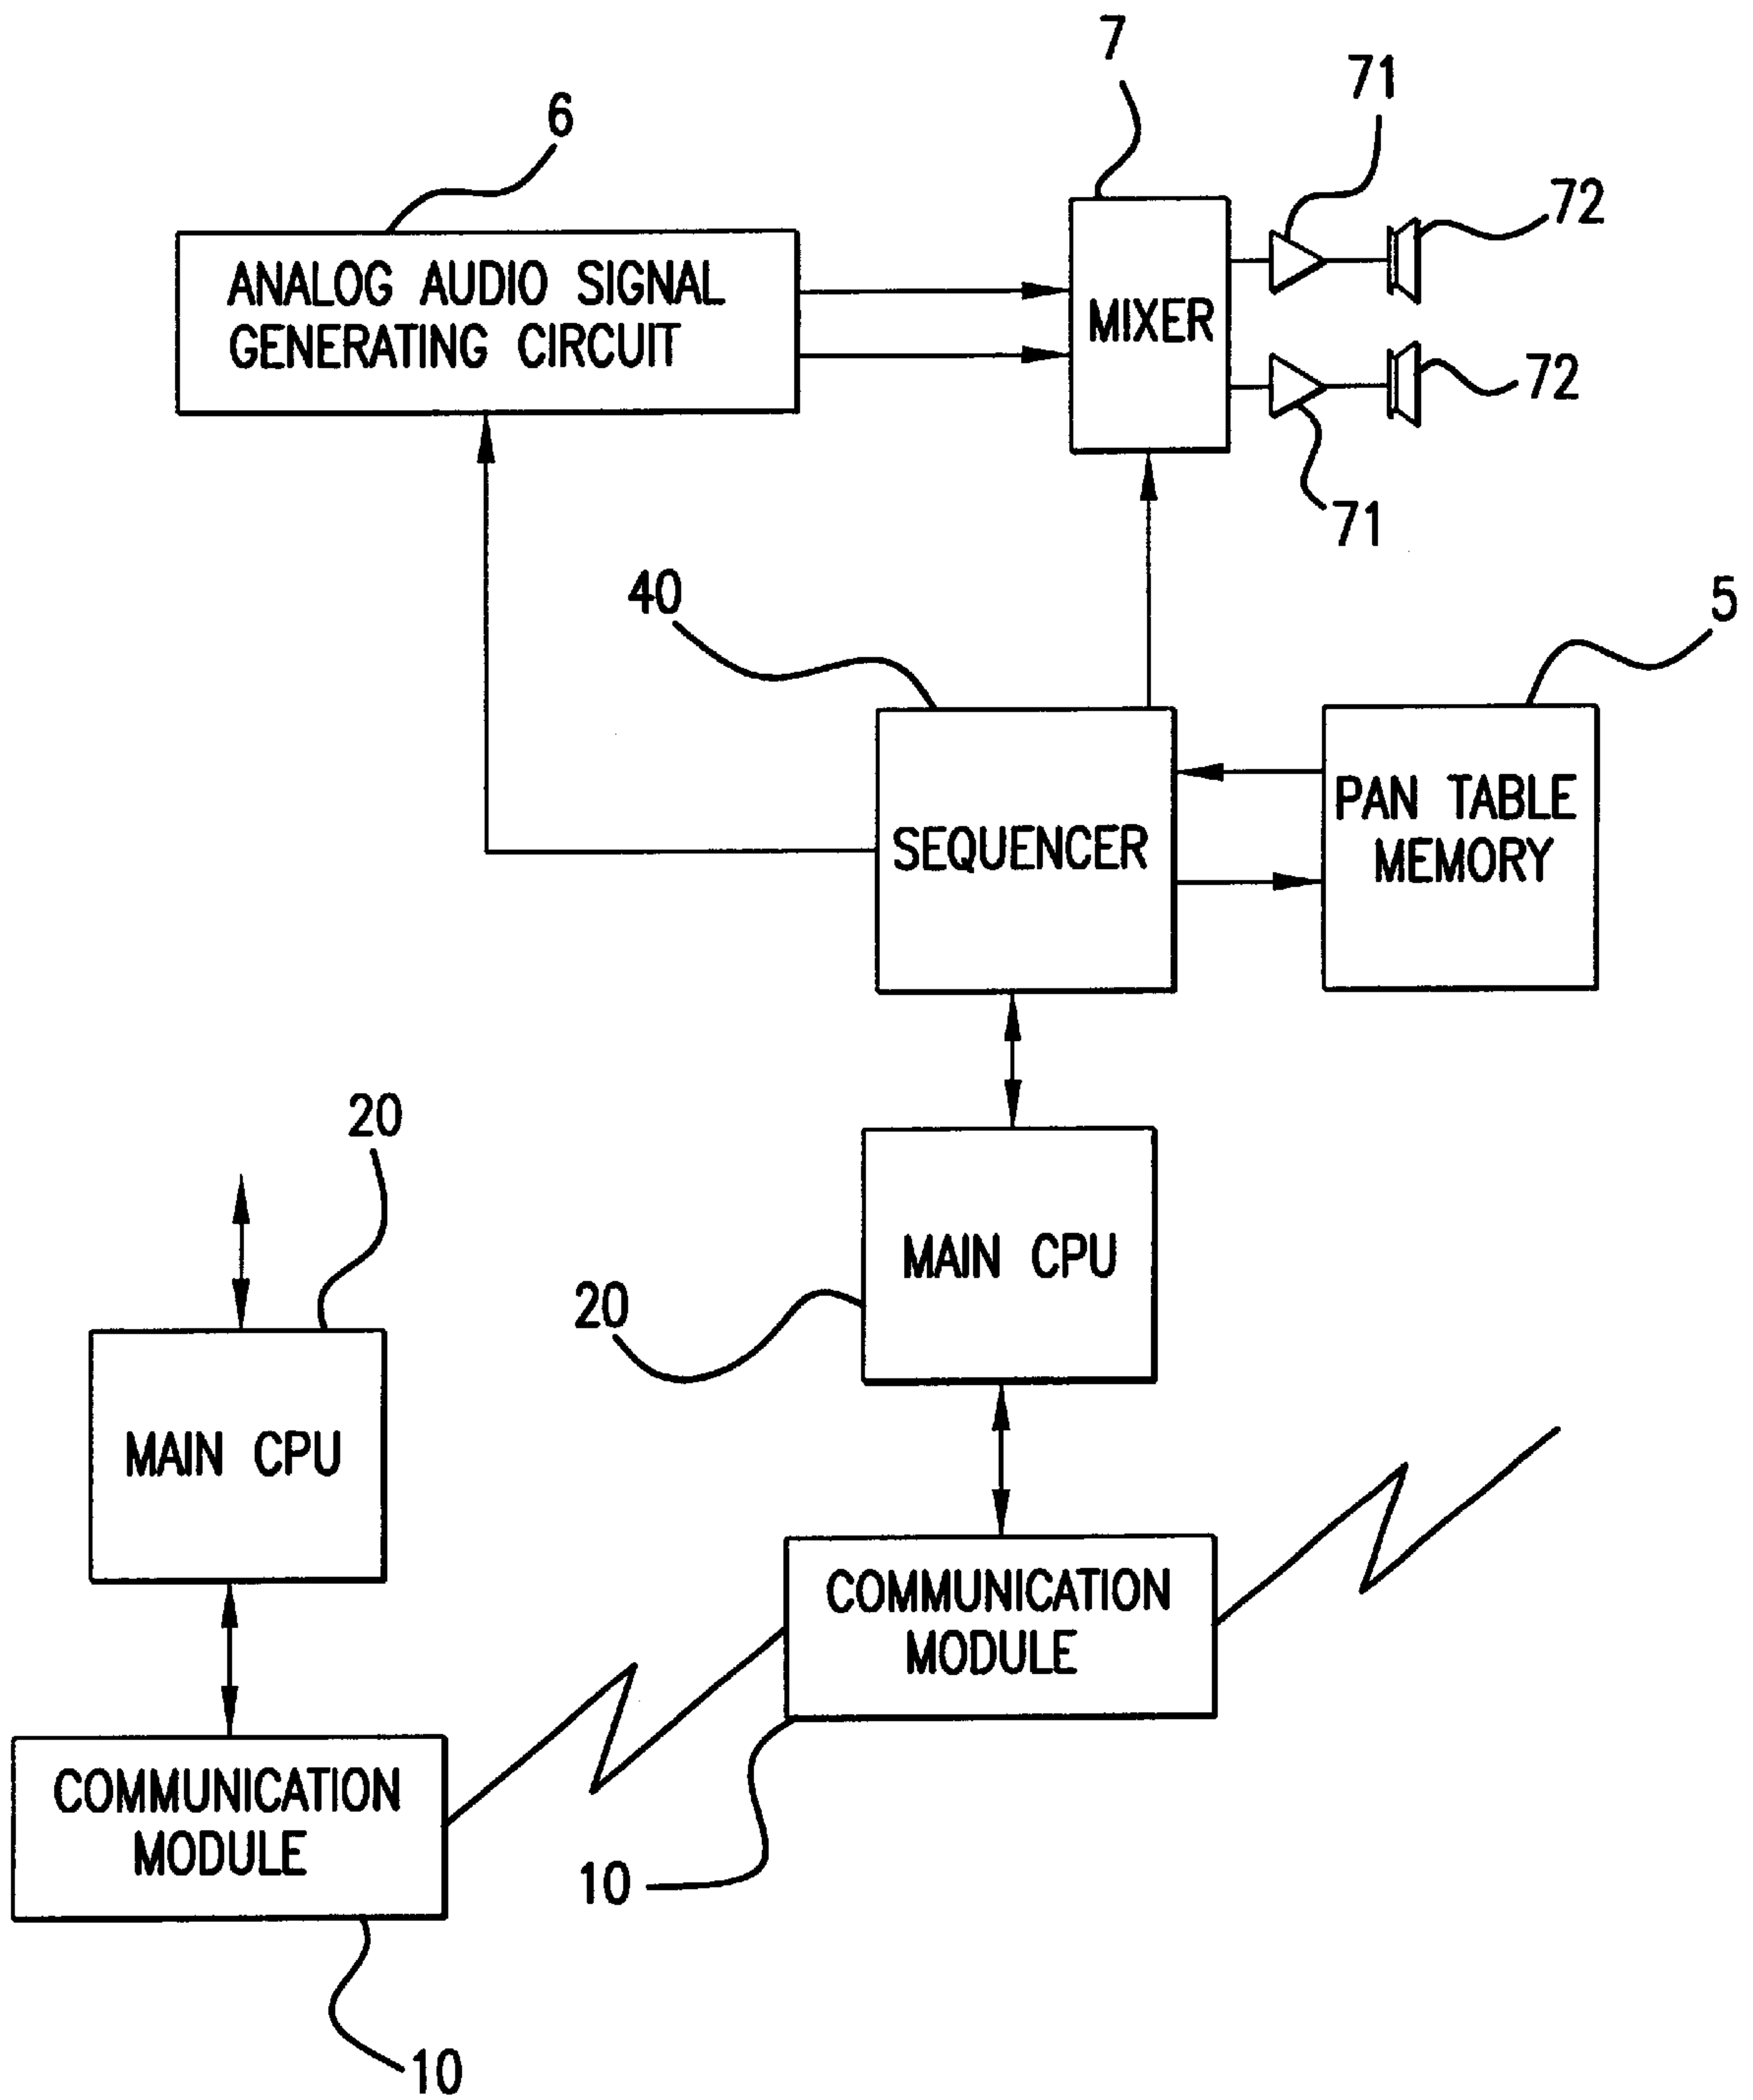 7
71
6
72
ANALOG AUDIO SIGNAL
GENERATING CIRCUIT
MIXER
72
71
40
5
PAN TABLE
MEMORY
SEQUENCER
20
MAIN CPU
20
MAIN CPU
COMMUNICATION
MODULE
COMMUNICATION
MODULE
10
10